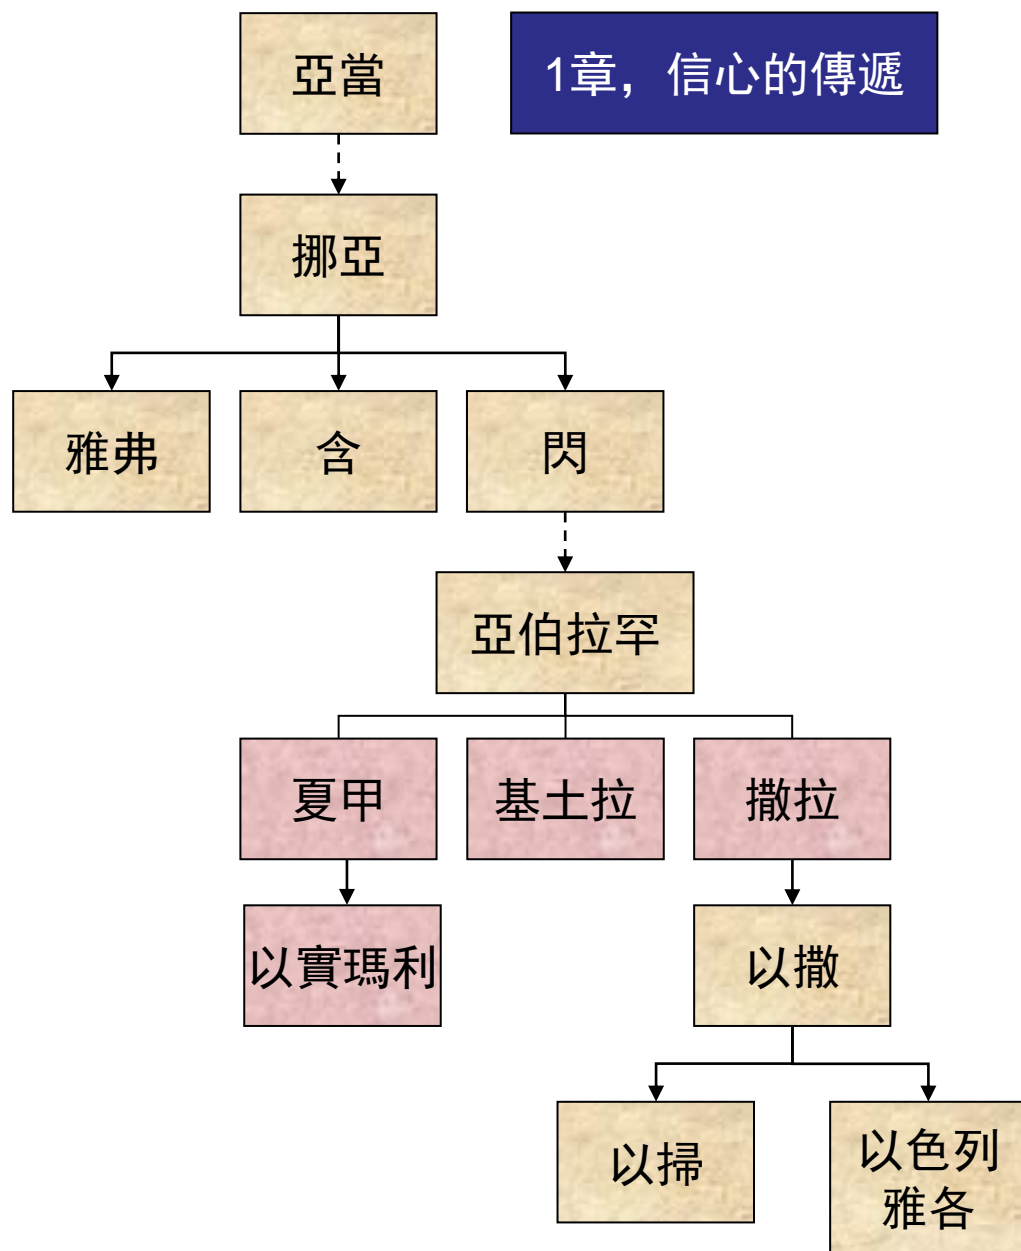 亞當
1章，信心的傳遞
挪亞
雅弗
含
閃
亞伯拉罕
夏甲
基土拉
撒拉
以實瑪利
以撒
以掃
以色列
雅各